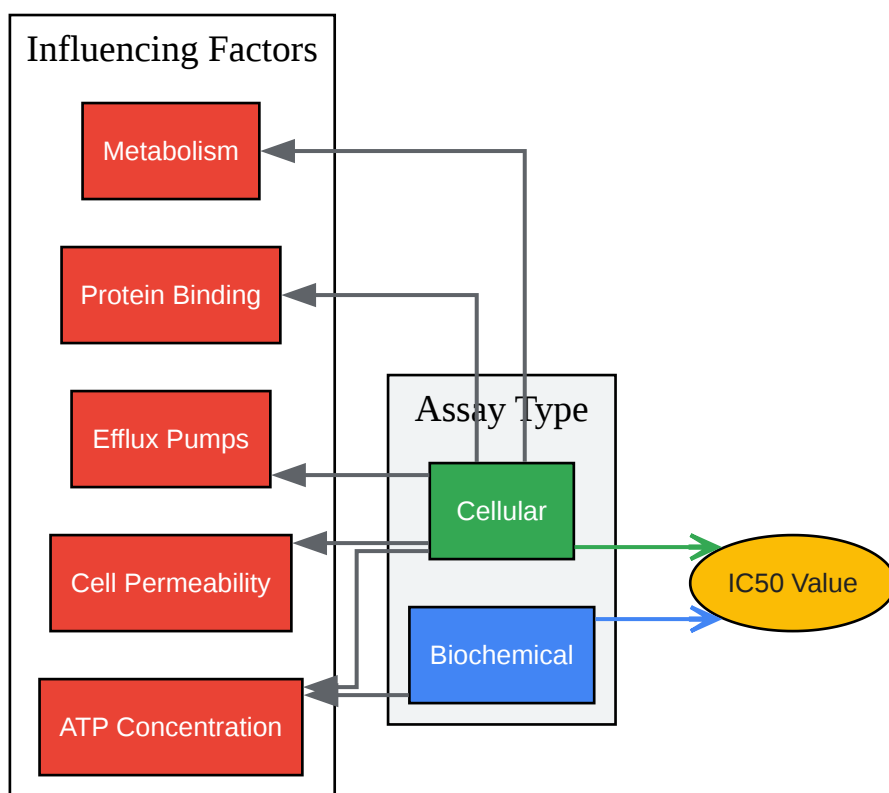 Influencing Factors
Metabolism
Protein Binding
Efflux Pumps
Cell Permeability
ATP Concentration
Assay Type
Cellular
Biochemical
IC50 Value